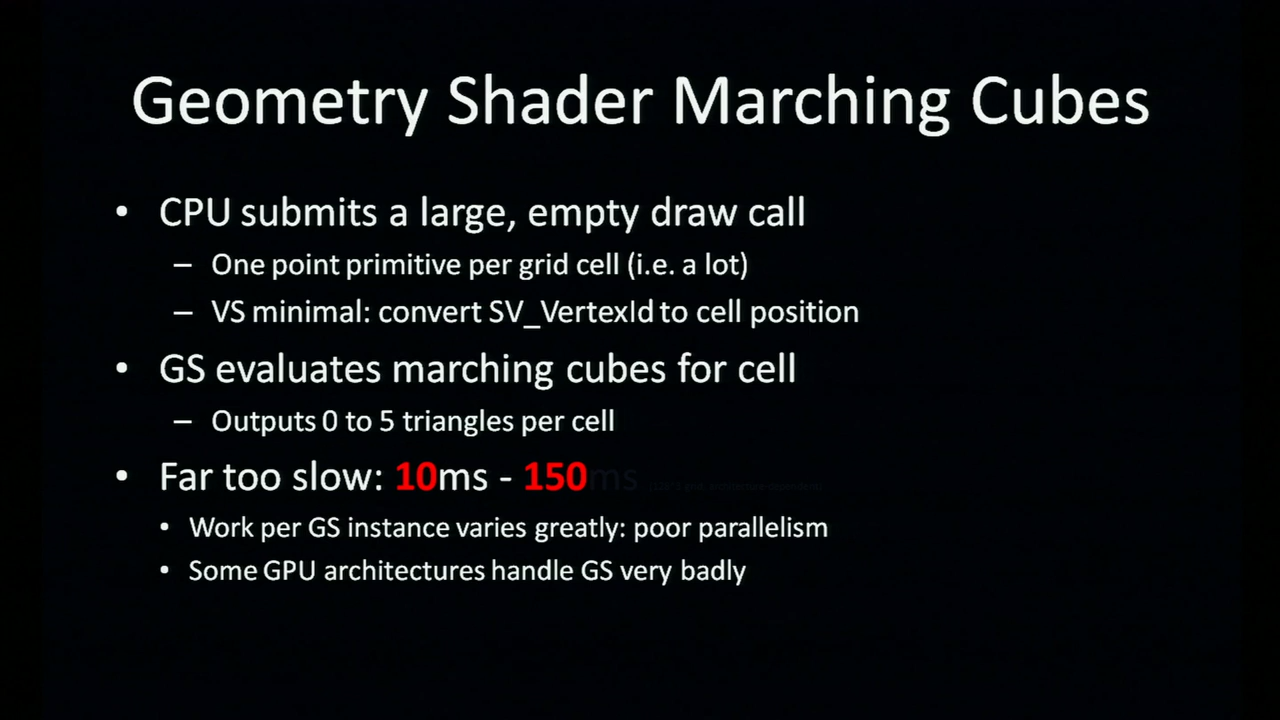 Geometry Shader Marching Cubes
• CPU submits a large, empty draw call
– One point primitive per grid cell (i.e. a lot)
– VS minimal: convert SV_VertexId to cell position
• GS evaluates marching cubes for cell
– Outputs 0 to 5 triangles per cell
• Far too slow: 10ms - 150ms
• Work per GS instance varies greatly: poor parallelism
• Some GPU architectures handle GS very badly